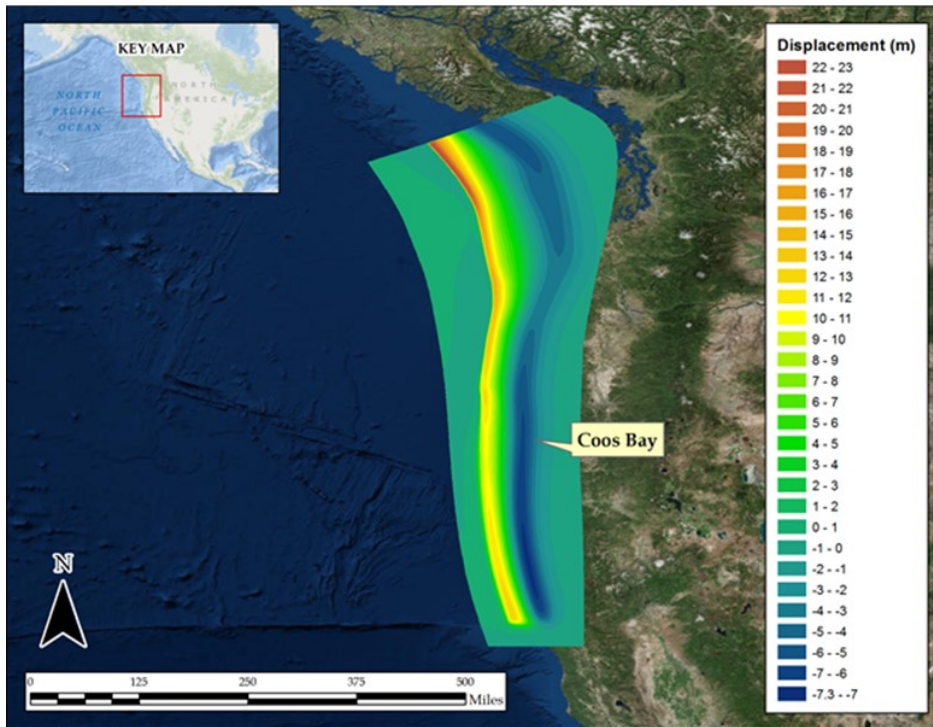 KEY MAP
NORTH
PACIFIC
OCEAN
NORTH
AMERICA
Displacement (m)
22 - 23
21 - 22
20 - 21
19 - 20
18 - 19
17 - 18
16 - 17
15 - 16
14 - 15
13 - 14
12 - 13
11 - 12
10 - 11
9 - 10
8 - 9
7 - 8
6 - 7
5 - 6
4 - 5
3 - 4
2 - 3
1 - 2
0 - 1
-1 - 0
-2 - -1
-3 - -2
-4 - -3
-5 - -4
-6 - -5
-7 - -6
-7.3 - -7
Coos Bay
N
0 125 250 375 500
Miles